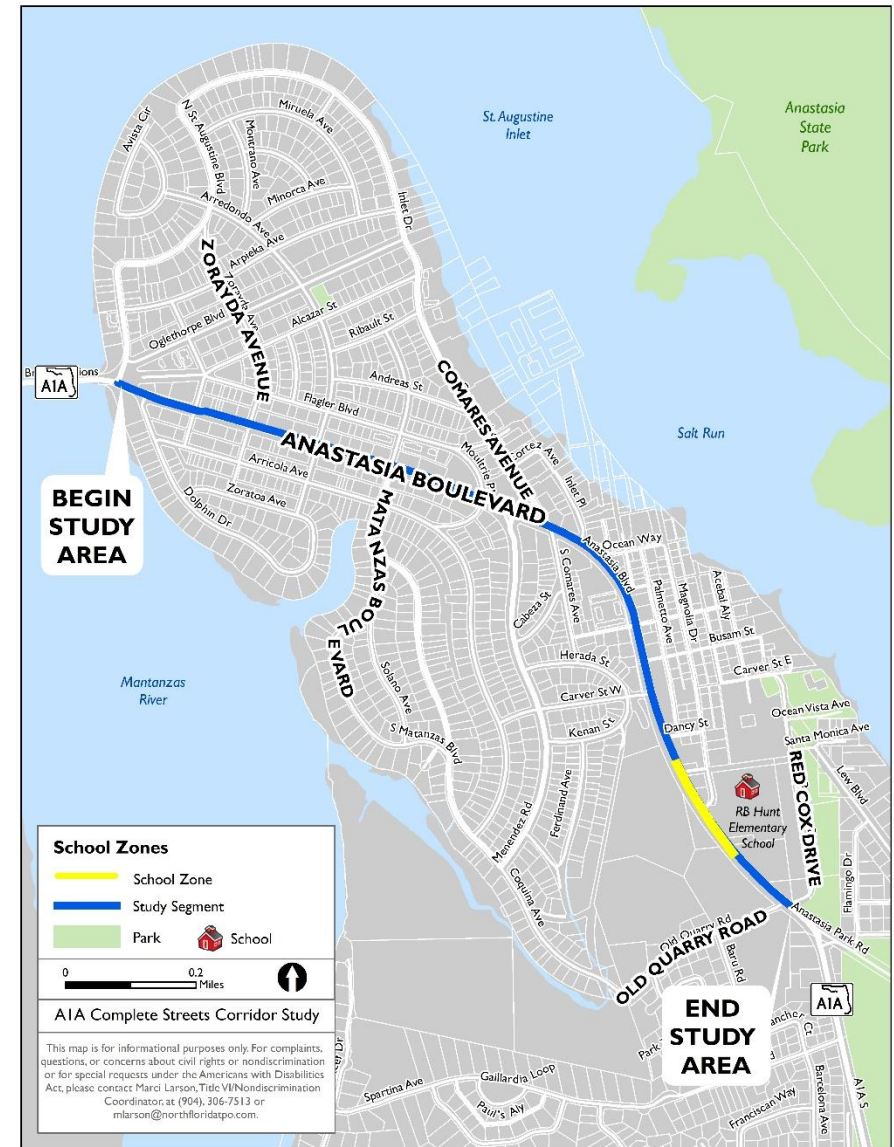 Anastasia
State
Park
St. Augustine
Inlet
Avista Cir
N St. Augustine Blvd
Miruela Ave
Montrano Ave
Minorca Ave
Inlet Dr
Arredondo Ave
Arpieka Ave
ZORAYDA AVENUE
Zorayda Ave
Oglethorpe Blvd
Alcazar St
Ribault St
A1A
Andreas St
COMARES AVENUE
Flagler Blvd
Salt Run
ANASTASIA BOULEVARD
Arricola Ave
Zoratoa Ave
Dolphin Dr
BEGIN
STUDY
AREA
MATANZAS BOULEVARD
Inlet Pl
Anastasia Blvd
Ocean Way
S Comares Ave
Palmetto Ave
Magnolia Dr
Acebal Aly
Cabeza St
Busam St
Herada St
Carver St E
Carver St W
Mantanzas
River
Solano Ave
Ocean Vista Ave
Kenan St
Dancy St
Santa Monica Ave
S Matanzas Blvd
RED COX DRIVE
Lew Blvd
RB Hunt
Elementary
School
Ferdinand Ave
Menendez Rd
Flamingo Dr
Coquina Ave
Anastasia Park Rd
Old Quarry Rd
OLD QUARRY ROAD
Baru Rd
A1A
END
STUDY
AREA
Park
Gaillardia Loop
Spartina Ave
Paul's Aly
Franciscan Way
Barcelona Ave
A1A S
School Zones
School Zone
Study Segment
Park School
0 0.2
Miles
A1A Complete Streets Corridor Study
This map is for informational purposes only. For complaints,
questions, or concerns about civil rights or nondiscrimination
or for special requests under the Americans with Disabilities
Act, please contact Marci Larson, Title VI/Nondiscrimination
Coordinator, at (904). 306-7513 or
mlarson@northfloridatpo.com.